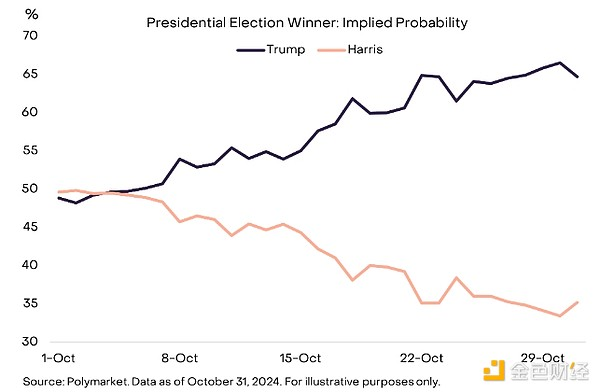 %
Presidential Election Winner: Implied Probability
Trump Harris
70
65
60
55
50
45
40
35
30
1-Oct 8-Oct 15-Oct 22-Oct 29-Oct
Source: Polymarket. Data as of October 31, 2024. For illustrative purposes only.
金色财经